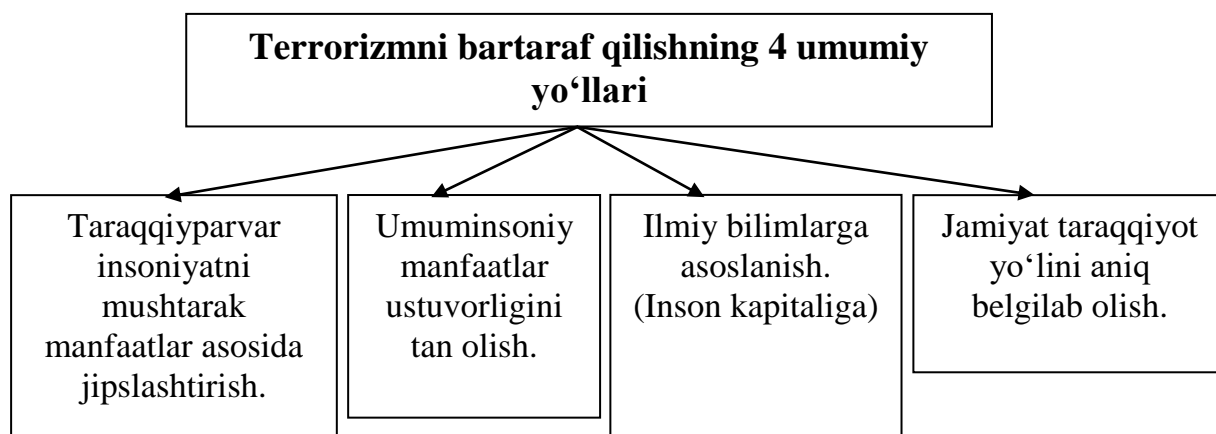 Terrorizmni bartaraf qilishning 4 umumiy
yo‘llari
Taraqqiyparvar
insoniyatni
mushtarak
manfaatlar asosida
jipslashtirish.
Umuminsoniy
manfaatlar
ustuvorligini
tan olish.
Ilmiy bilimlarga
asoslanish.
(Inson kapitaliga)
Jamiyat taraqqiyot
yo‘lini aniq
belgilab olish.